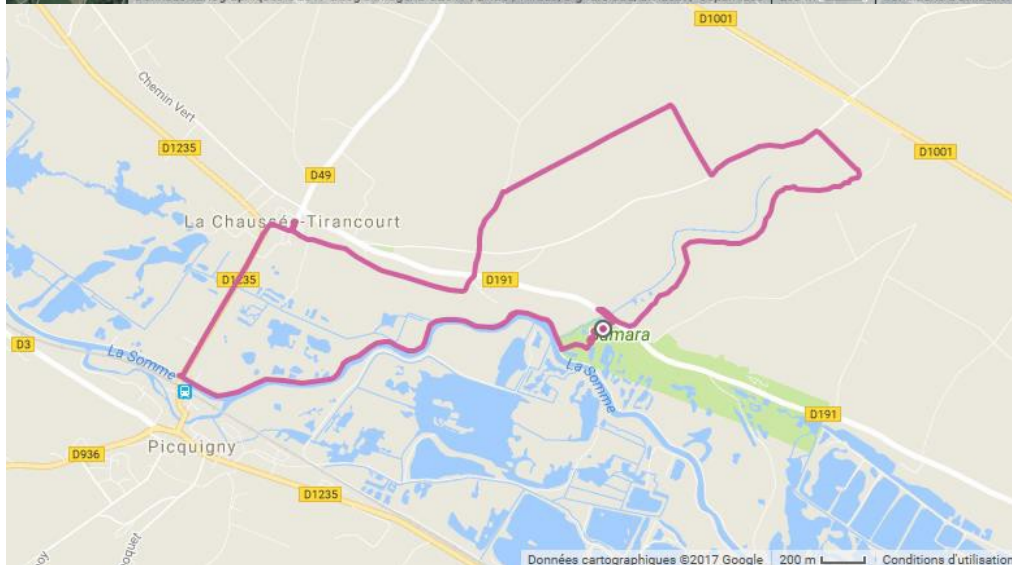 D1001
Chemin Vert
D1235
D1001
D49
La Chaussée-Tirancourt
D191
D1235
Samara
D3
La Somme
La Somme
D191
Picquigny
D936
D1235
Données cartographiques ©2017 Google
200 m
Conditions d'utilisation